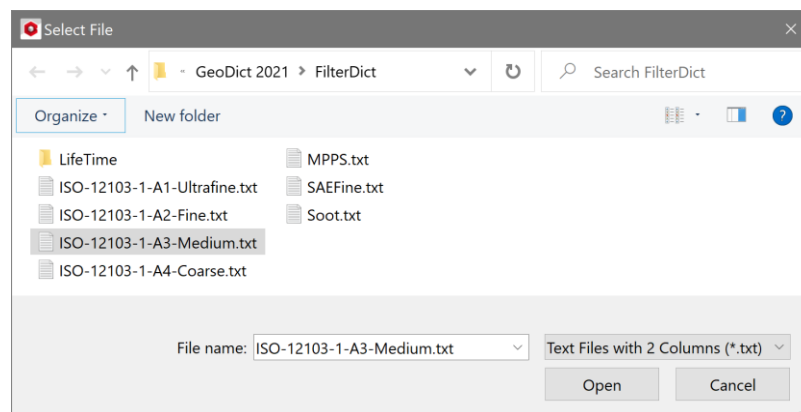 Select File
GeoDict 2021 > FilterDict
Search FilterDict
Organize
New folder
LifeTime
ISO-12103-1-A1-Ultrafine.txt
ISO-12103-1-A2-Fine.txt
ISO-12103-1-A3-Medium.txt
ISO-12103-1-A4-Coarse.txt
MPPS.txt
SAEFine.txt
Soot.txt
File name: ISO-12103-1-A3-Medium.txt
Text Files with 2 Columns (*.txt)
Open
Cancel